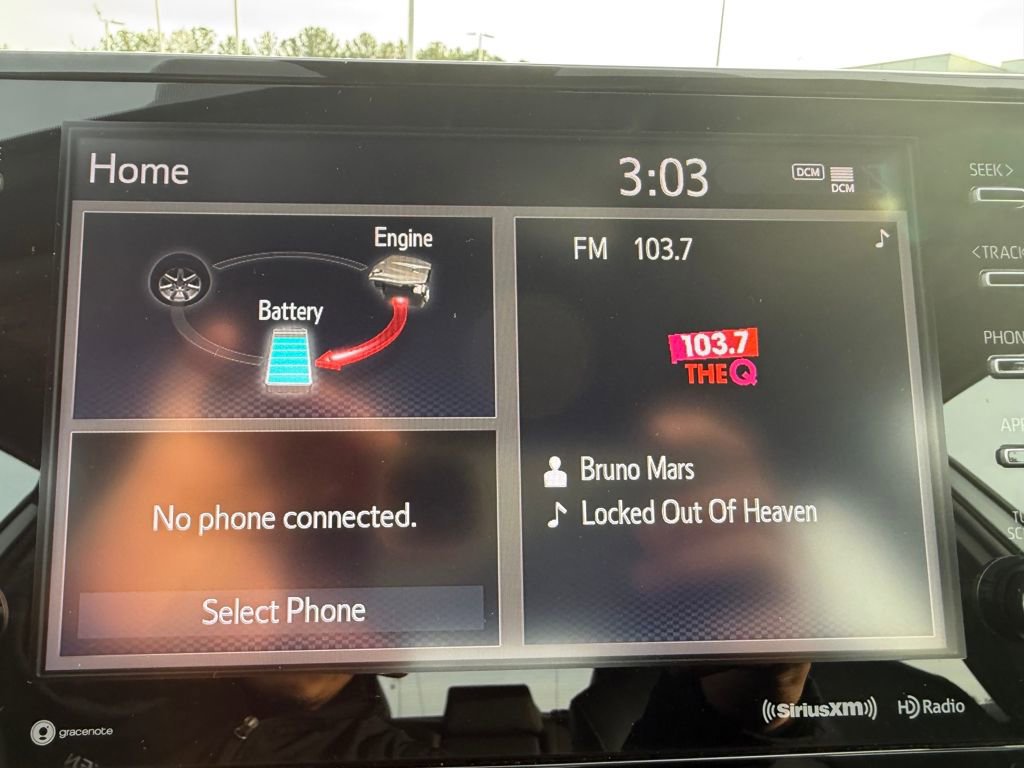 Home
3:03
DCM
DCM
Engine
Battery
FM 103.7
103.7
THE Q
No phone connected.
Select Phone
Bruno Mars
Locked Out Of Heaven
SEEK>
<TRACK
PHON
gracenote
SiriusXM
HD Radio